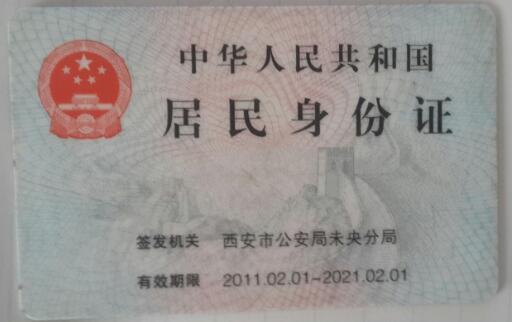 中华人民共和国
居民身份证
签发机关 西安市公安局未央分局
有效期限 2011.02.01-2021.02.01